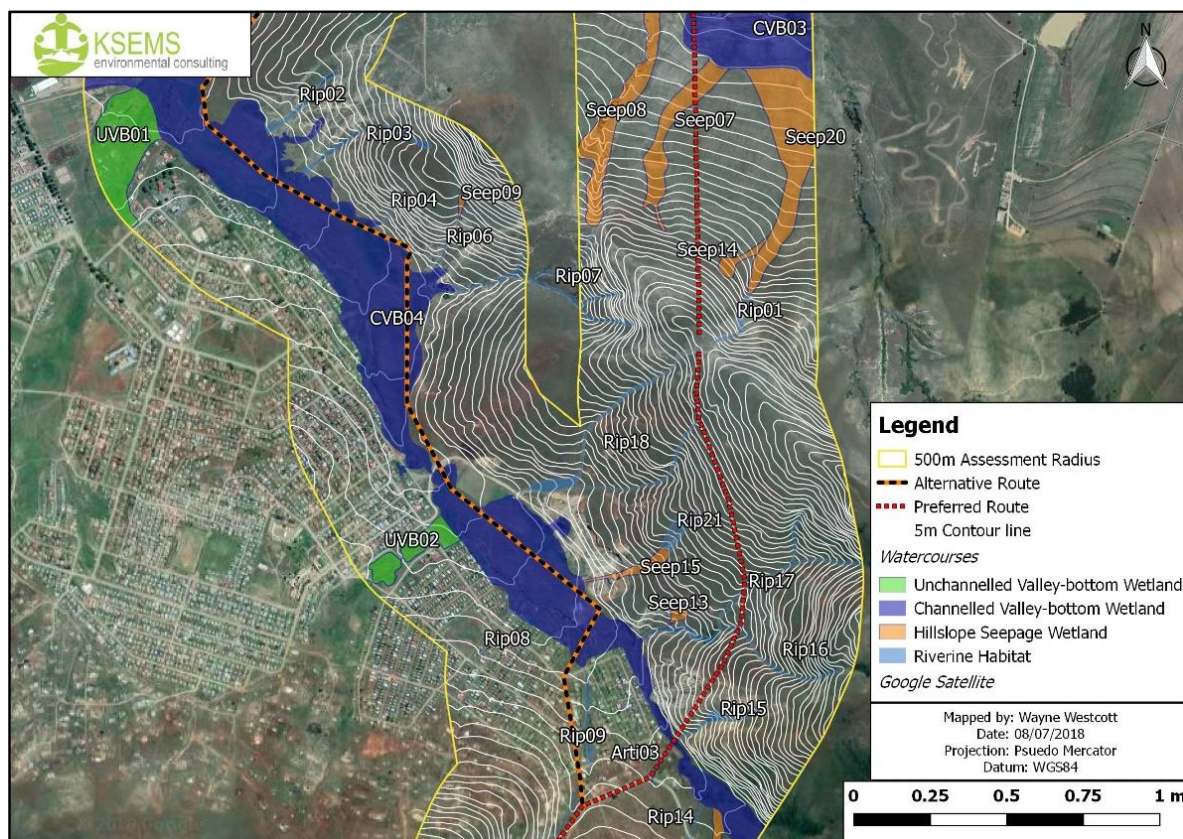 KSEMS
environmental consulting
CVB03
N
Rip02
Seep08
UVB01
Rip03
Seep07
Seep20
Rip04
Seep09
Rip06
Seep14
Rip07
Rip01
CVB04
Rip18
Rip21
UVB02
Seep15
Rip17
Seep13
Rip08
Rip16
Rip15
Rip09
Arti03
Rip14
Legend
500m Assessment Radius
Alternative Route
Preferred Route
5m Contour line
Watercourses
Unchannelled Valley-bottom Wetland
Channelled Valley-bottom Wetland
Hillslope Seepage Wetland
Riverine Habitat
Google Satellite
Mapped by: Wayne Westcott
Date: 08/07/2018
Projection: Psuedo Mercator
Datum: WGS84
0 0.25 0.5 0.75 1 m